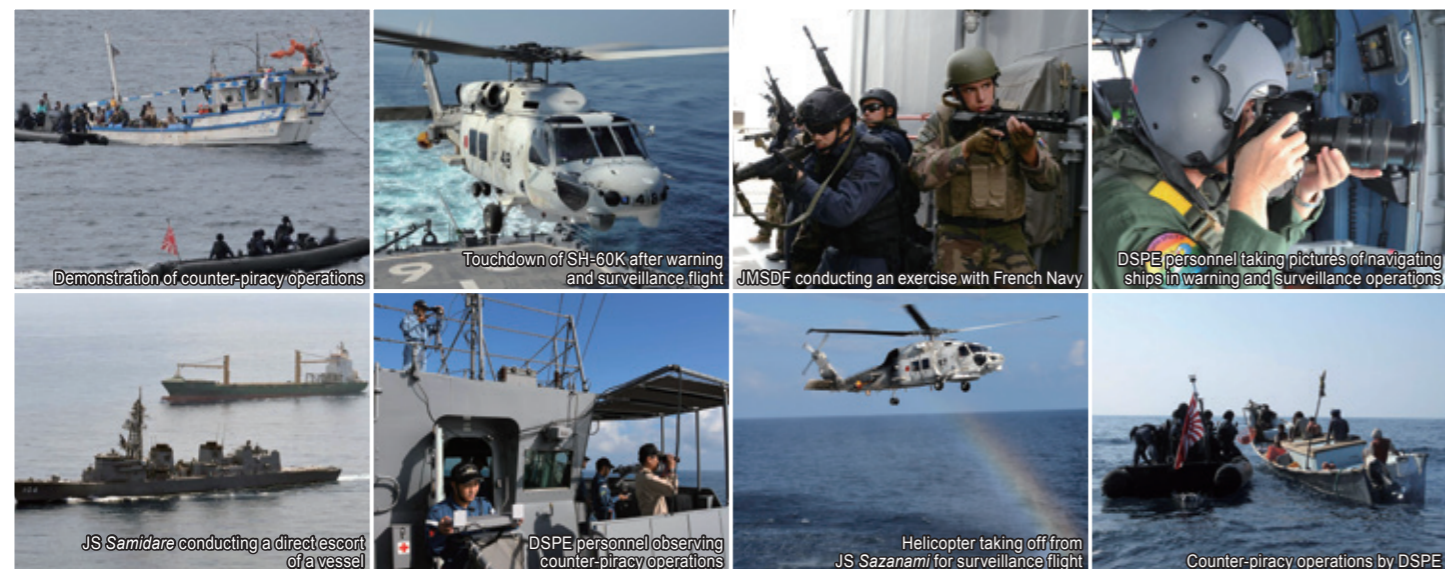 Demonstration of counter-piracy operations
Touchdown of SH-60K after warning
and surveillance flight
JMSDF conducting an exercise with French Navy
DSPE personnel taking pictures of navigating
ships in warning and surveillance operations
JS Samidare conducting a direct escort
of a vessel
DSPE personnel observing
counter-piracy operations
Helicopter taking off from
JS Sazanami for surveillance flight
Counter-piracy operations by DSPE